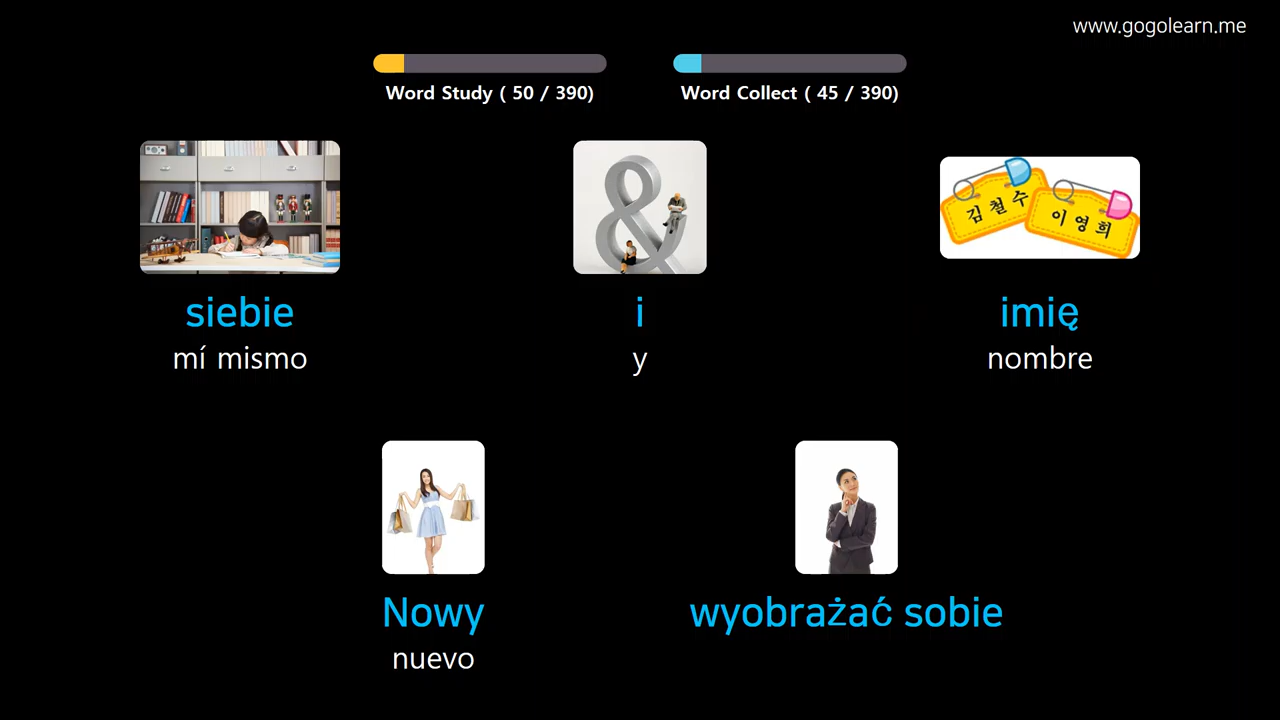 www.gogolearn.me
Word Study ( 50 / 390)
Word Collect ( 45 / 390)
김철수
이영희
siebie
i
imię
mí mismo
y
nombre
Nowy
wyobrażać sobie
nuevo